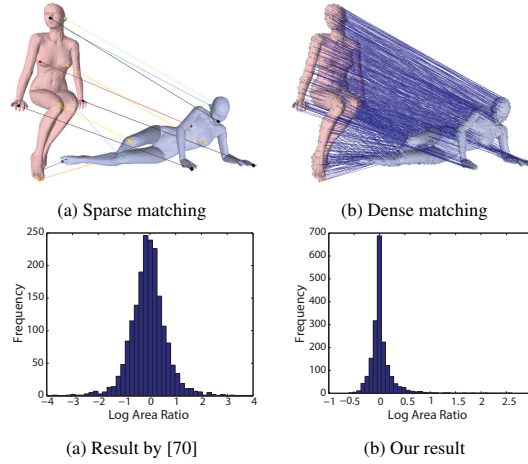 (a) Sparse matching
(b) Dense matching
250
200
150
100
50
0
Frequency
−4 −3 −2 −1 0 1 2 3 4
Log Area Ratio
700
600
500
400
300
200
100
0
Frequency
−1 −0.5 0 0.5 1 1.5 2 2.5
Log Area Ratio
(a) Result by [70]
(b) Our result